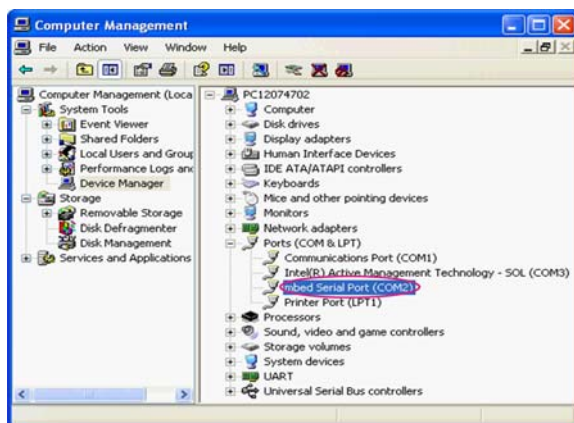 Computer Management
File Action View Window Help
Computer Management (Loca
System Tools
Event Viewer
Shared Folders
Local Users and Group
Performance Logs and
Device Manager
Storage
Removable Storage
Disk Defragmenter
Disk Management
Services and Applications
PC12074702
Computer
Disk drives
Display adapters
Human Interface Devices
IDE ATA/ATAPI controllers
Keyboards
Mice and other pointing devices
Monitors
Network adapters
Ports (COM & LPT)
Communications Port (COM1)
Intel(R) Active Management Technology - SOL (COM3)
mbed Serial Port (COM2)
Printer Port (LPT1)
Processors
Sound, video and game controllers
Storage volumes
System devices
UART
Universal Serial Bus controllers